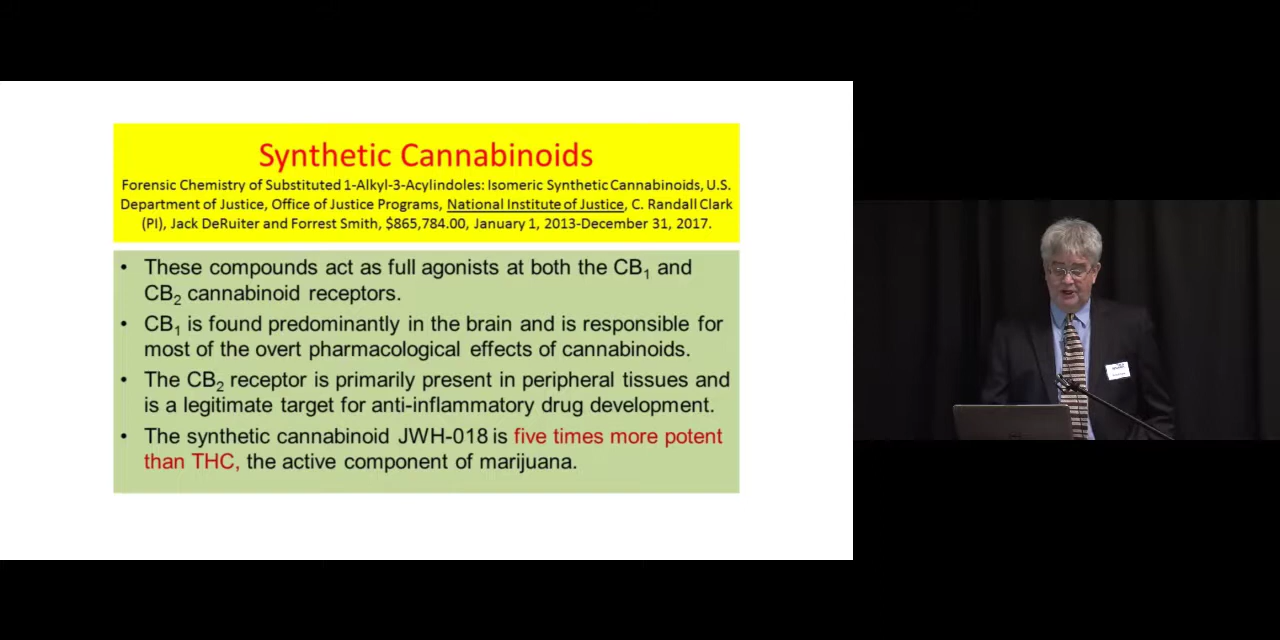 Synthetic Cannabinoids
Forensic Chemistry of Substituted 1-Alkyl-3-Acylindoles: Isomeric Synthetic Cannabinoids, U.S.
Department of Justice, Office of Justice Programs, National Institute of Justice, C. Randall Clark
(PI), Jack DeRuiter and Forrest Smith, $865,784.00, January 1, 2013-December 31, 2017.
• These compounds act as full agonists at both the CB₁ and
CB₂ cannabinoid receptors.
• CB₁ is found predominantly in the brain and is responsible for
most of the overt pharmacological effects of cannabinoids.
• The CB₂ receptor is primarily present in peripheral tissues and
is a legitimate target for anti-inflammatory drug development.
• The synthetic cannabinoid JWH-018 is five times more potent
than THC, the active component of marijuana.